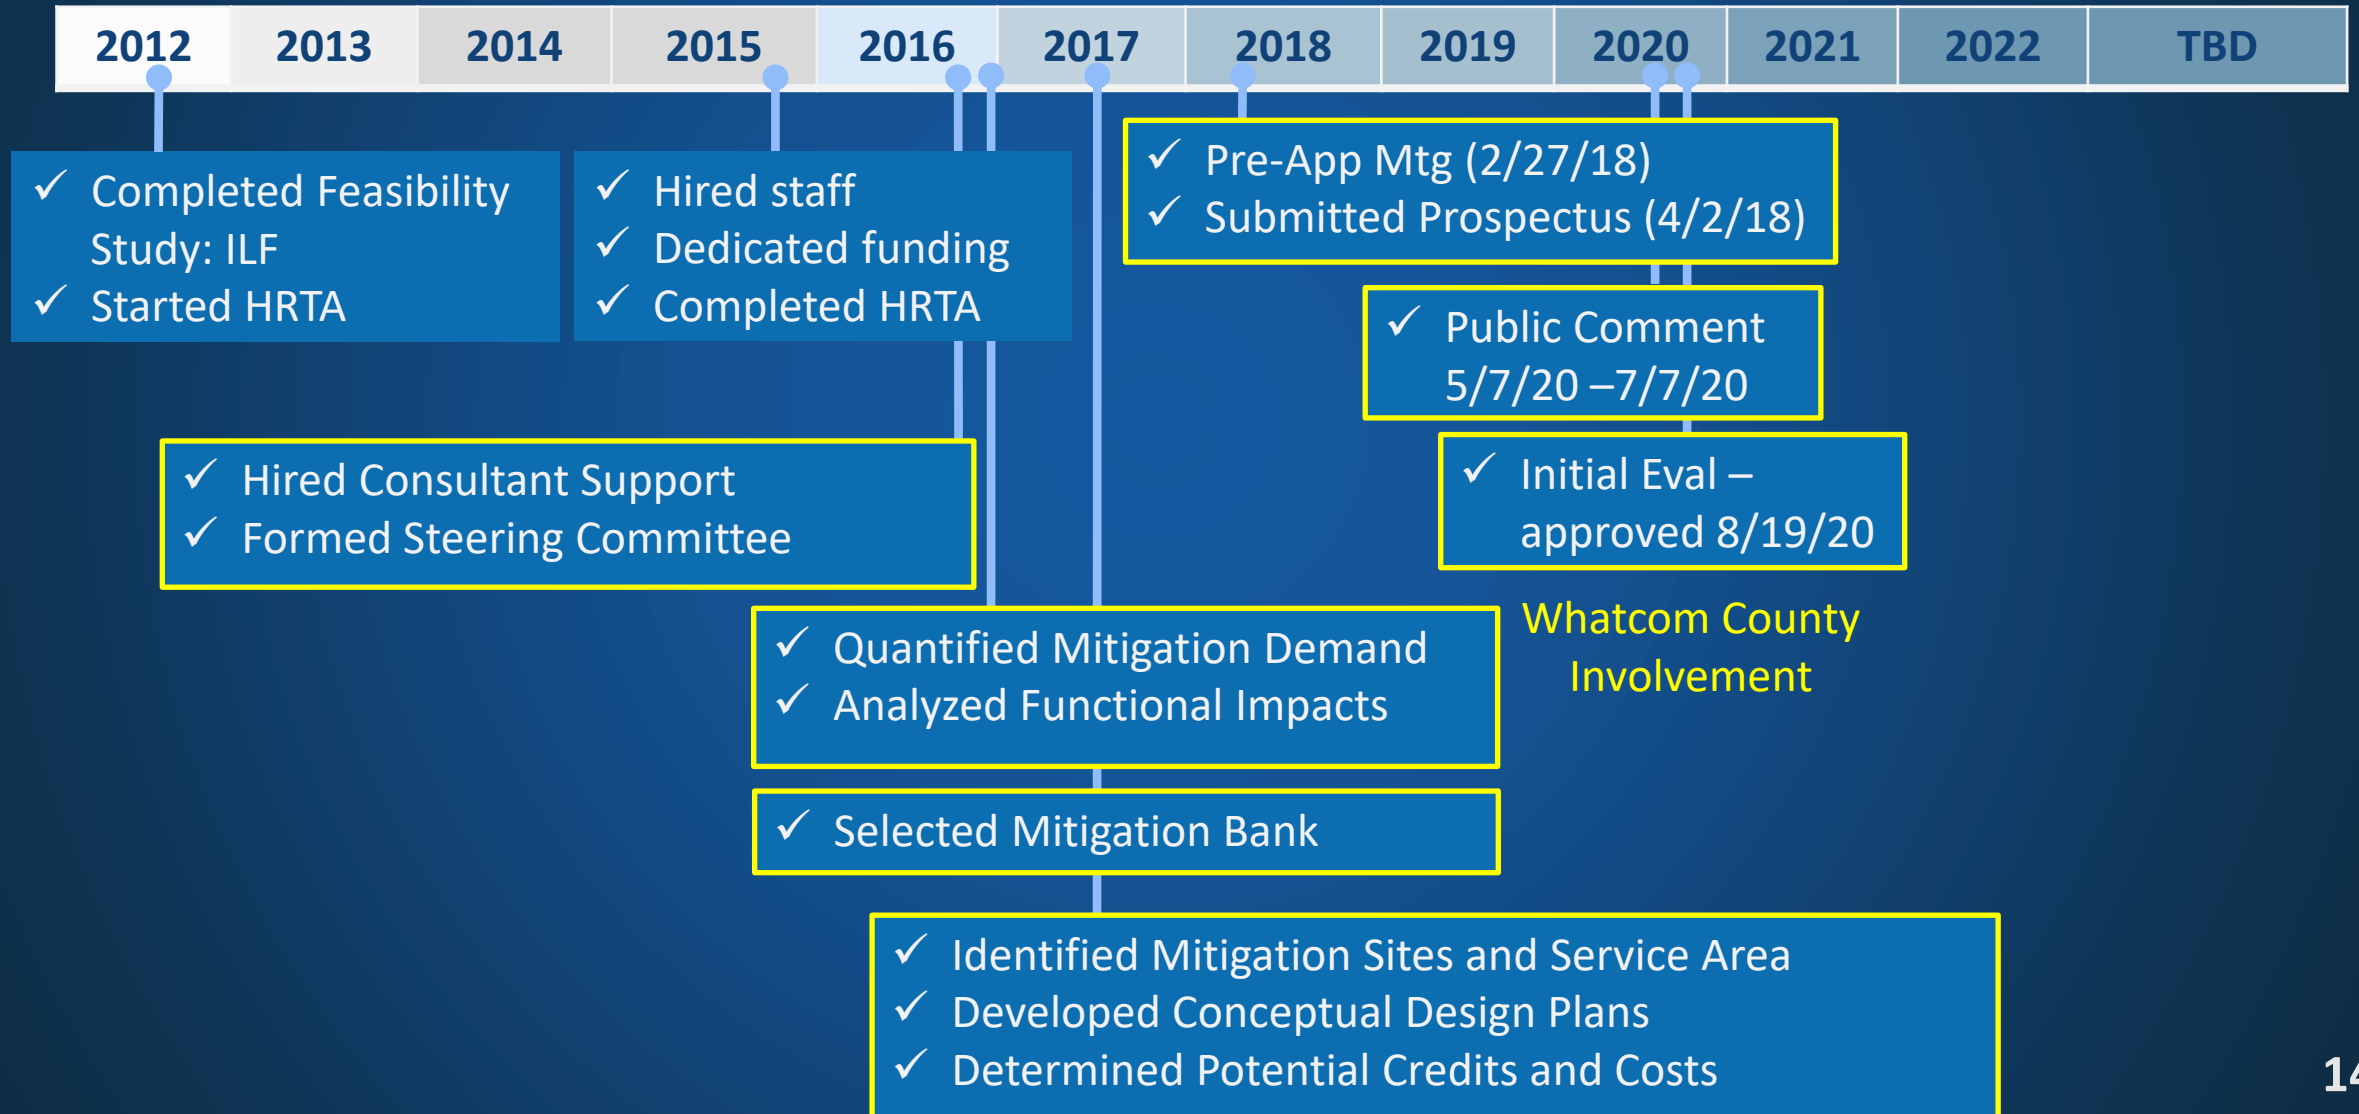 2012 2013 2014 2015 2016 2017 2018 2019 2020 2021 2022 TBD
✓ Completed Feasibility
Study: ILF
✓ Started HRTA
✓ Hired staff
✓ Dedicated funding
✓ Completed HRTA
✓ Pre-App Mtg (2/27/18)
✓ Submitted Prospectus (4/2/18)
✓ Public Comment
5/7/20 –7/7/20
✓ Hired Consultant Support
✓ Formed Steering Committee
✓ Initial Eval –
approved 8/19/20
Whatcom County
Involvement
✓ Quantified Mitigation Demand
✓ Analyzed Functional Impacts
✓ Selected Mitigation Bank
✓ Identified Mitigation Sites and Service Area
✓ Developed Conceptual Design Plans
✓ Determined Potential Credits and Costs
14